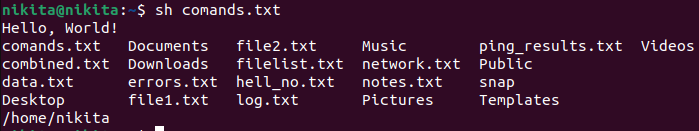 nikita@nikita:~$ sh comands.txt
Hello, World!
comands.txt Documents file2.txt Music ping_results.txt Videos
combined.txt Downloads filelist.txt network.txt Public
data.txt errors.txt hell_no.txt notes.txt snap
Desktop file1.txt log.txt Pictures Templates
/home/nikita